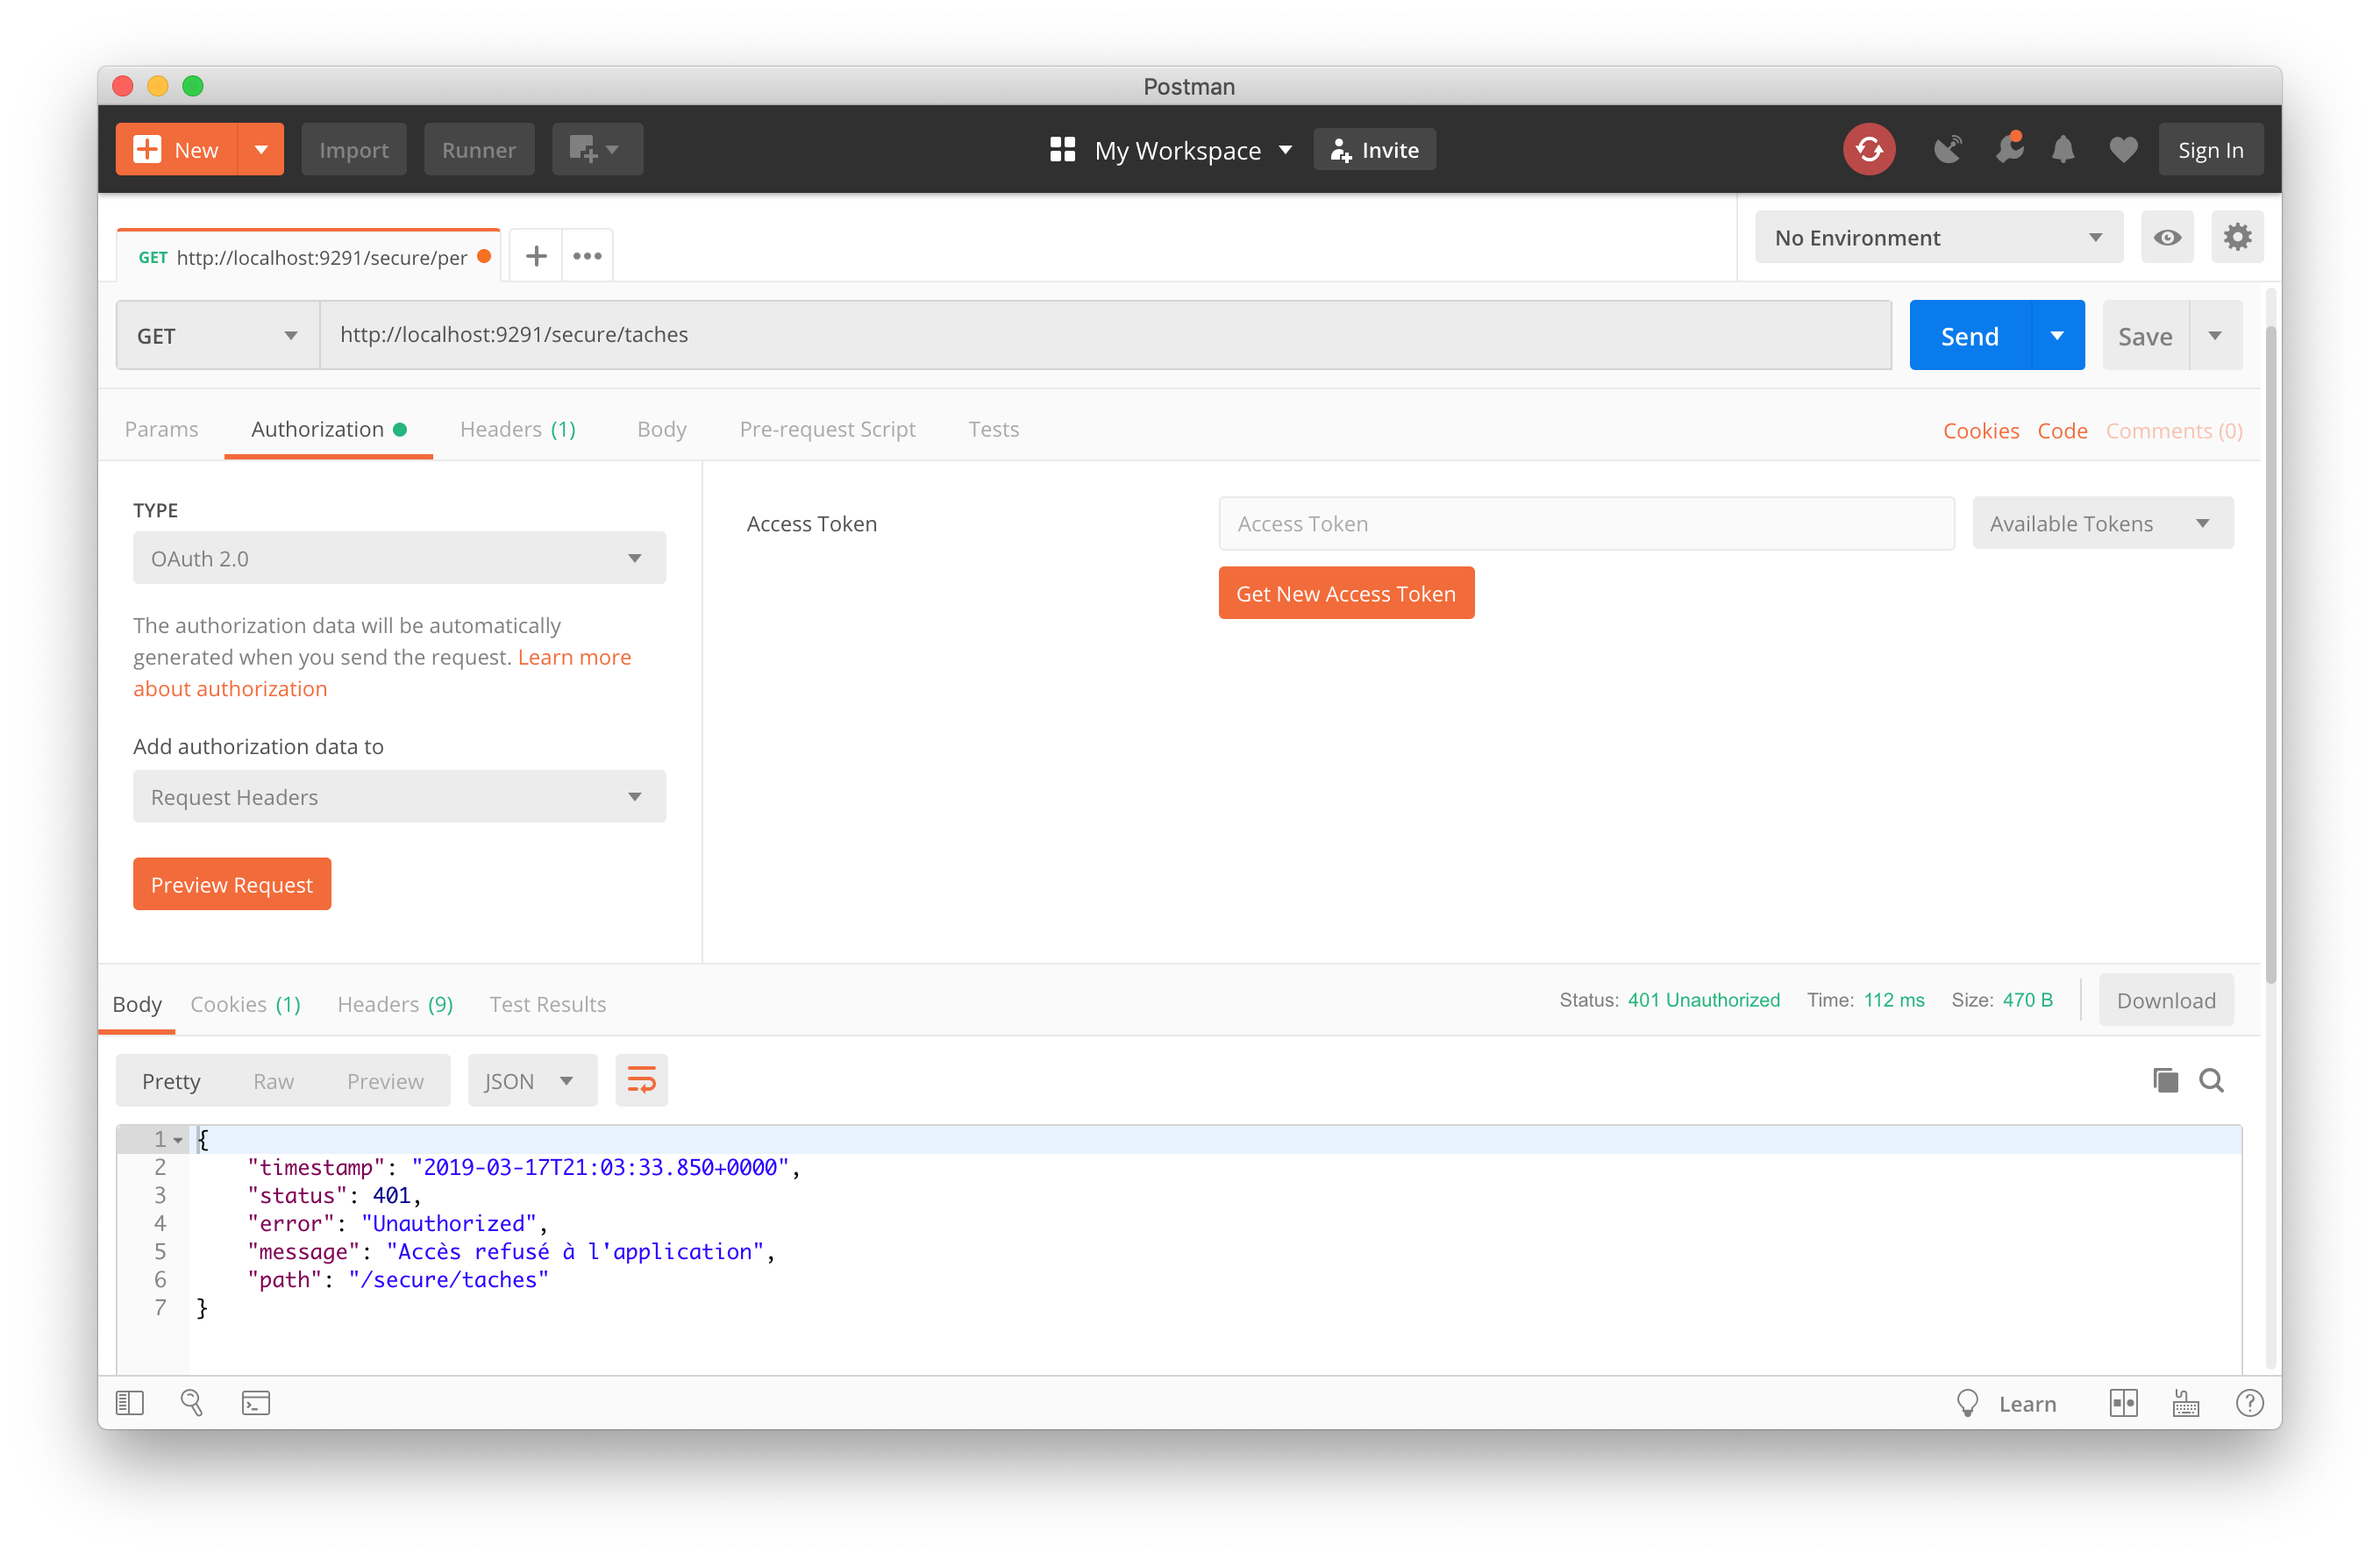 Postman
New
Import
Runner
My Workspace
Invite
Sign In
GET http://localhost:9291/secure/per
No Environment
GET
http://localhost:9291/secure/taches
Send
Save
Params
Authorization
Headers (1)
Body
Pre-request Script
Tests
Cookies
Code
Comments (0)
TYPE
OAuth 2.0
The authorization data will be automatically
generated when you send the request. Learn more
about authorization
Add authorization data to
Request Headers
Preview Request
Access Token
Access Token
Available Tokens
Get New Access Token
Body
Cookies (1)
Headers (9)
Test Results
Status: 401 Unauthorized
Time: 112 ms
Size: 470 B
Download
Pretty
Raw
Preview
JSON
1 {
2 "timestamp": "2019-03-17T21:03:33.850+0000",
3 "status": 401,
4 "error": "Unauthorized",
5 "message": "Accès refusé à l'application",
6 "path": "/secure/taches"
7 }
Learn